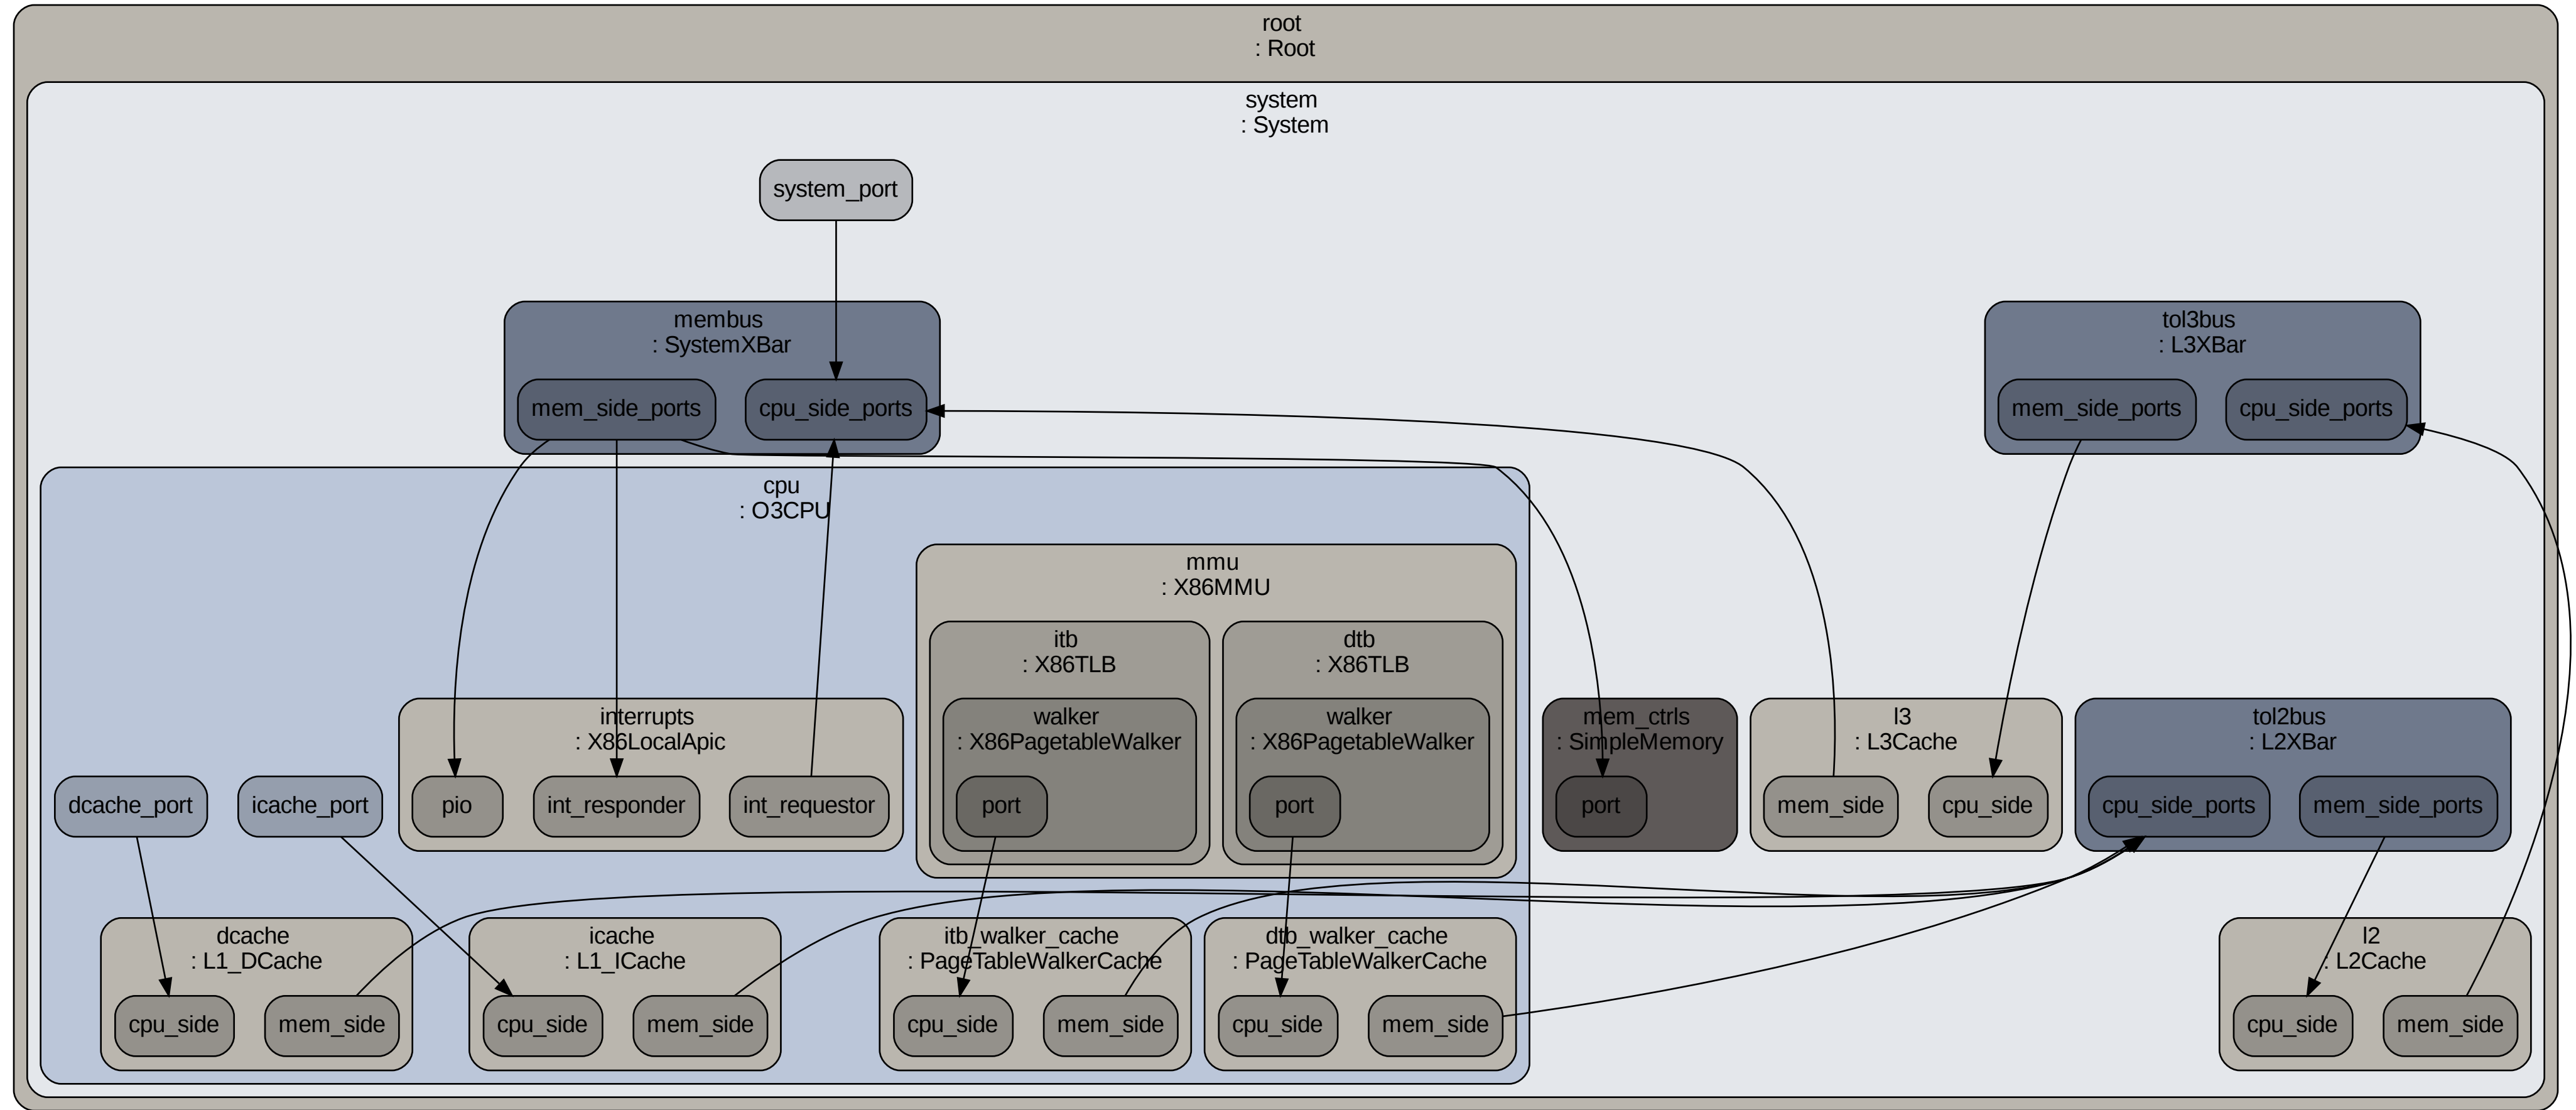 root
: Root
system
: System
system_port
membus
: SystemXBar
mem_side_ports
cpu_side_ports
tol3bus
: L3XBar
mem_side_ports
cpu_side_ports
cpu
: O3CPU
mmu
: X86MMU
itb
: X86TLB
walker
: X86PagetableWalker
port
dtb
: X86TLB
walker
: X86PagetableWalker
port
interrupts
: X86LocalApic
pio
int_responder
int_requestor
dcache_port
icache_port
mem_ctrls
: SimpleMemory
port
l3
: L3Cache
mem_side
cpu_side
tol2bus
: L2XBar
cpu_side_ports
mem_side_ports
dcache
: L1_DCache
cpu_side
mem_side
icache
: L1_ICache
cpu_side
mem_side
itb_walker_cache
: PageTableWalkerCache
cpu_side
mem_side
dtb_walker_cache
: PageTableWalkerCache
cpu_side
mem_side
l2
: L2Cache
cpu_side
mem_side